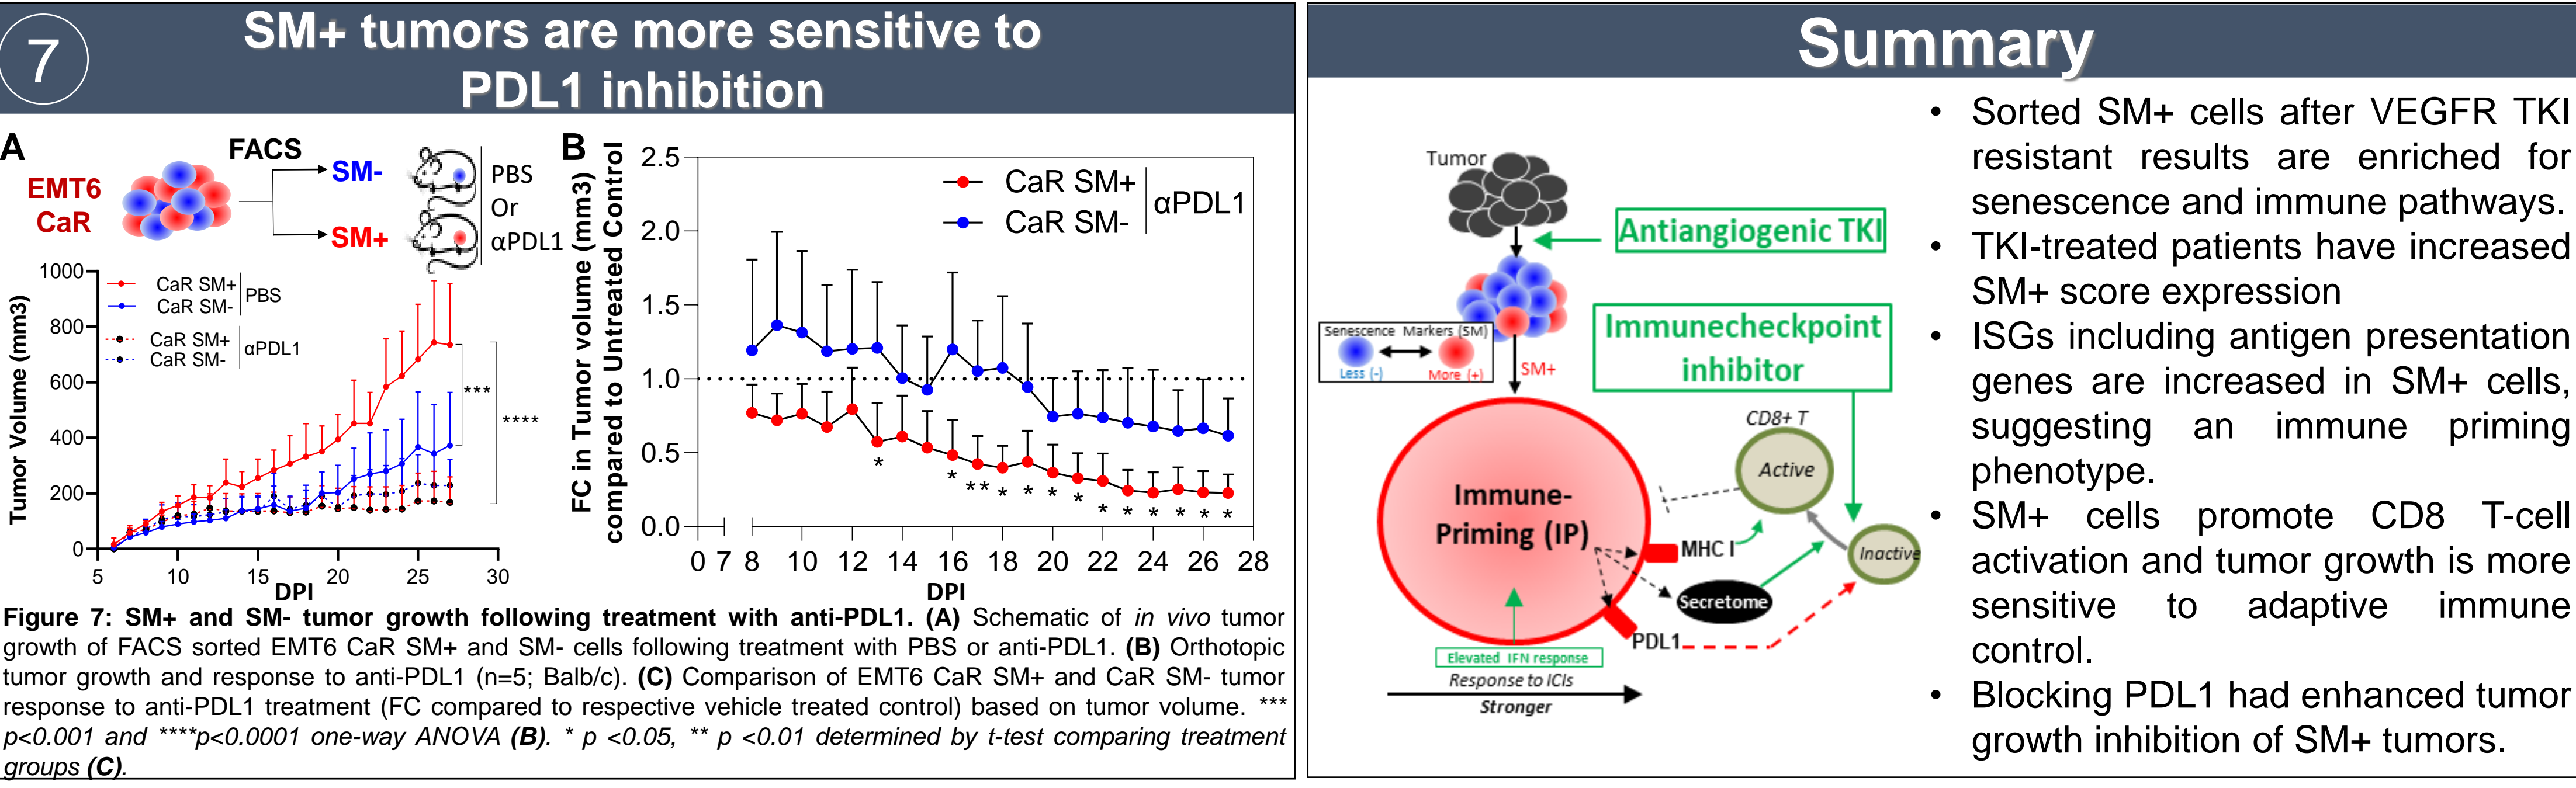 7
SM+ tumors are more sensitive to
PDL1 inhibition
A
FACS
EMT6
CaR
SM-
SM+
PBS
Or
αPDL1
CaR SM+
CaR SM-
PBS
CaR SM+
CaR SM-
αPDL1
Tumor Volume (mm3)
1000
800
600
400
200
0
5
10
15
20
25
30
DPI
***
****
B
FC in Tumor volume (mm3)
compared to Untreated Control
2.5
2.0
1.5
1.0
0.5
0.0
CaR SM+
CaR SM-
αPDL1
* * ** * * * * * * * * * *
0 7 8 10 12 14 16 18 20 22 24 26 28
DPI
Figure 7: SM+ and SM- tumor growth following treatment with anti-PDL1. (A) Schematic of in vivo tumor
growth of FACS sorted EMT6 CaR SM+ and SM- cells following treatment with PBS or anti-PDL1. (B) Orthotopic
tumor growth and response to anti-PDL1 (n=5; Balb/c). (C) Comparison of EMT6 CaR SM+ and CaR SM- tumor
response to anti-PDL1 treatment (FC compared to respective vehicle treated control) based on tumor volume. ***
p<0.001 and ****p<0.0001 one-way ANOVA (B). * p <0.05, ** p <0.01 determined by t-test comparing treatment
groups (C).
Summary
Tumor
Antiangiogenic TKI
Senescence Markers (SM)
Less (-)
More (+)
SM+
Immunecheckpoint
inhibitor
CD8+ T
Active
Inactive
Immune-
Priming (IP)
MHC I
Secretome
PDL1
Elevated IFN response
Response to ICIs
Stronger
• Sorted SM+ cells after VEGFR TKI
resistant results are enriched for
senescence and immune pathways.
• TKI-treated patients have increased
SM+ score expression
• ISGs including antigen presentation
genes are increased in SM+ cells,
suggesting an immune priming
phenotype.
• SM+ cells promote CD8 T-cell
activation and tumor growth is more
sensitive to adaptive immune
control.
• Blocking PDL1 had enhanced tumor
growth inhibition of SM+ tumors.